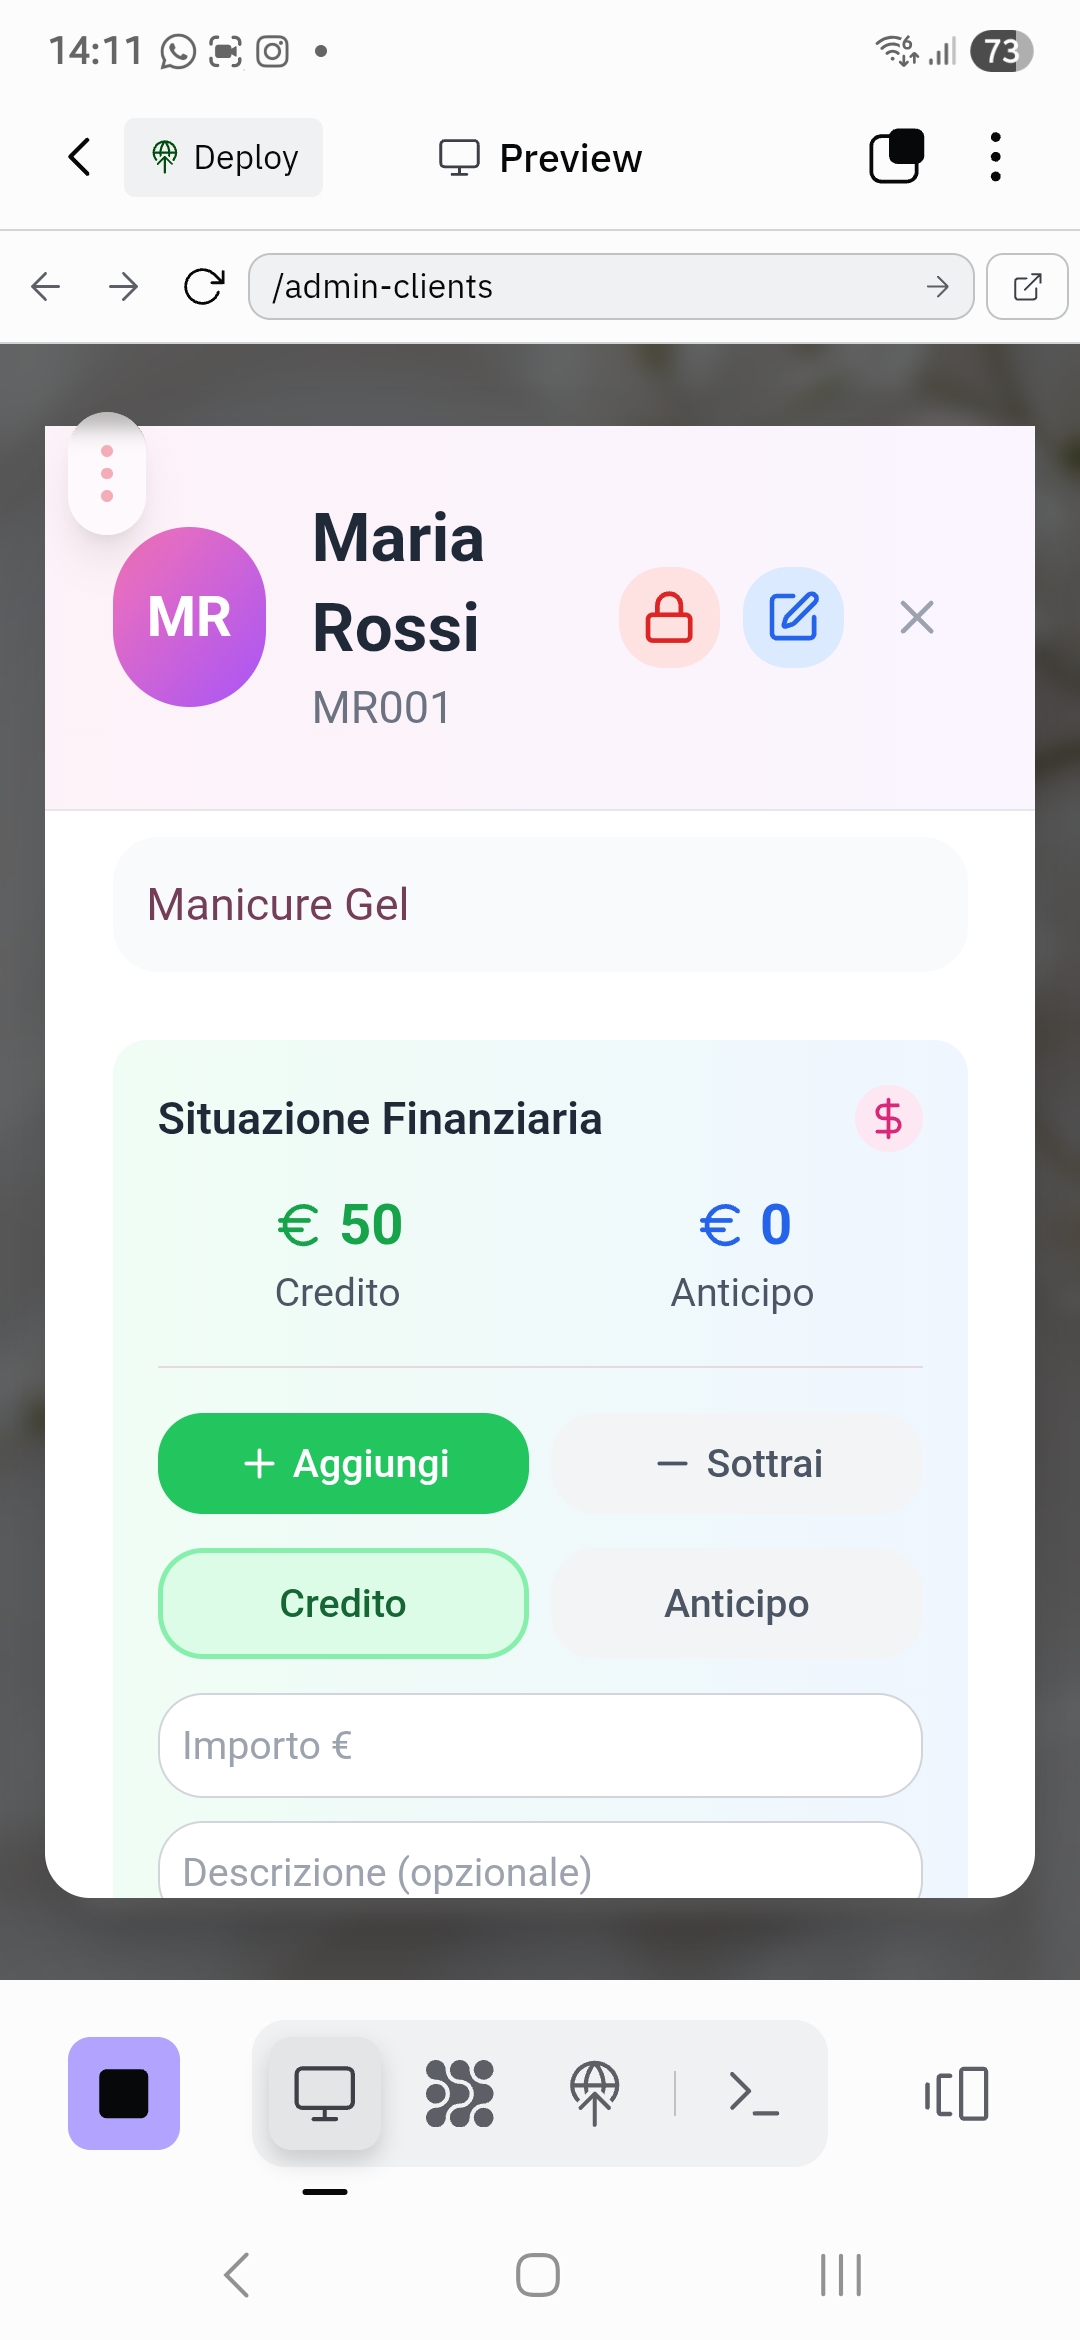 14:11
73
Deploy
Preview
/admin-clients
MR
Maria
Rossi
MR001
Manicure Gel
Situazione Finanziaria
€ 50
€ 0
Credito
Anticipo
+ Aggiungi
− Sottrai
Credito
Anticipo
Importo €
Descrizione (opzionale)